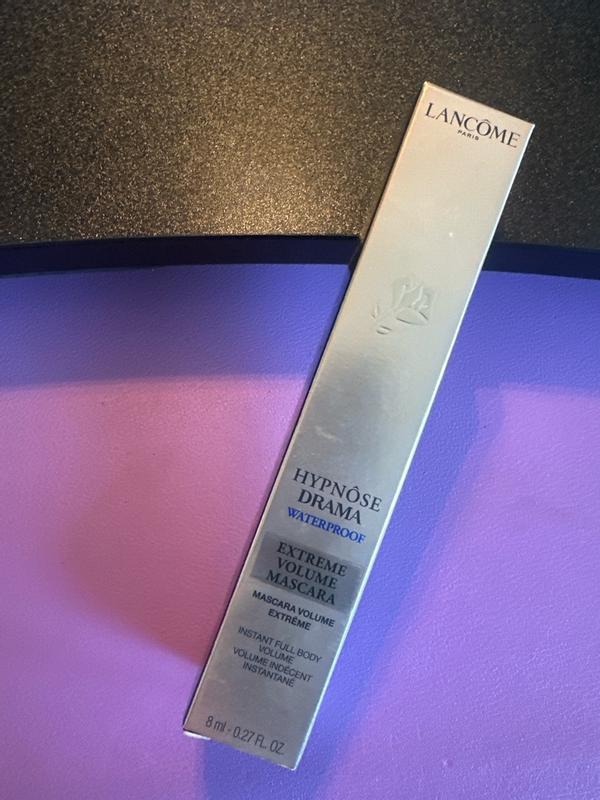 LANCÔME
PARIS
HYPNÔSE
DRAMA
WATERPROOF
EXTREME
VOLUME
MASCARA
MASCARA VOLUME
EXTRÊME
INSTANT FULL BODY
VOLUME
VOLUME INDÉCENT
INSTANTANÉ
8 ml - 0.27 FL. OZ.